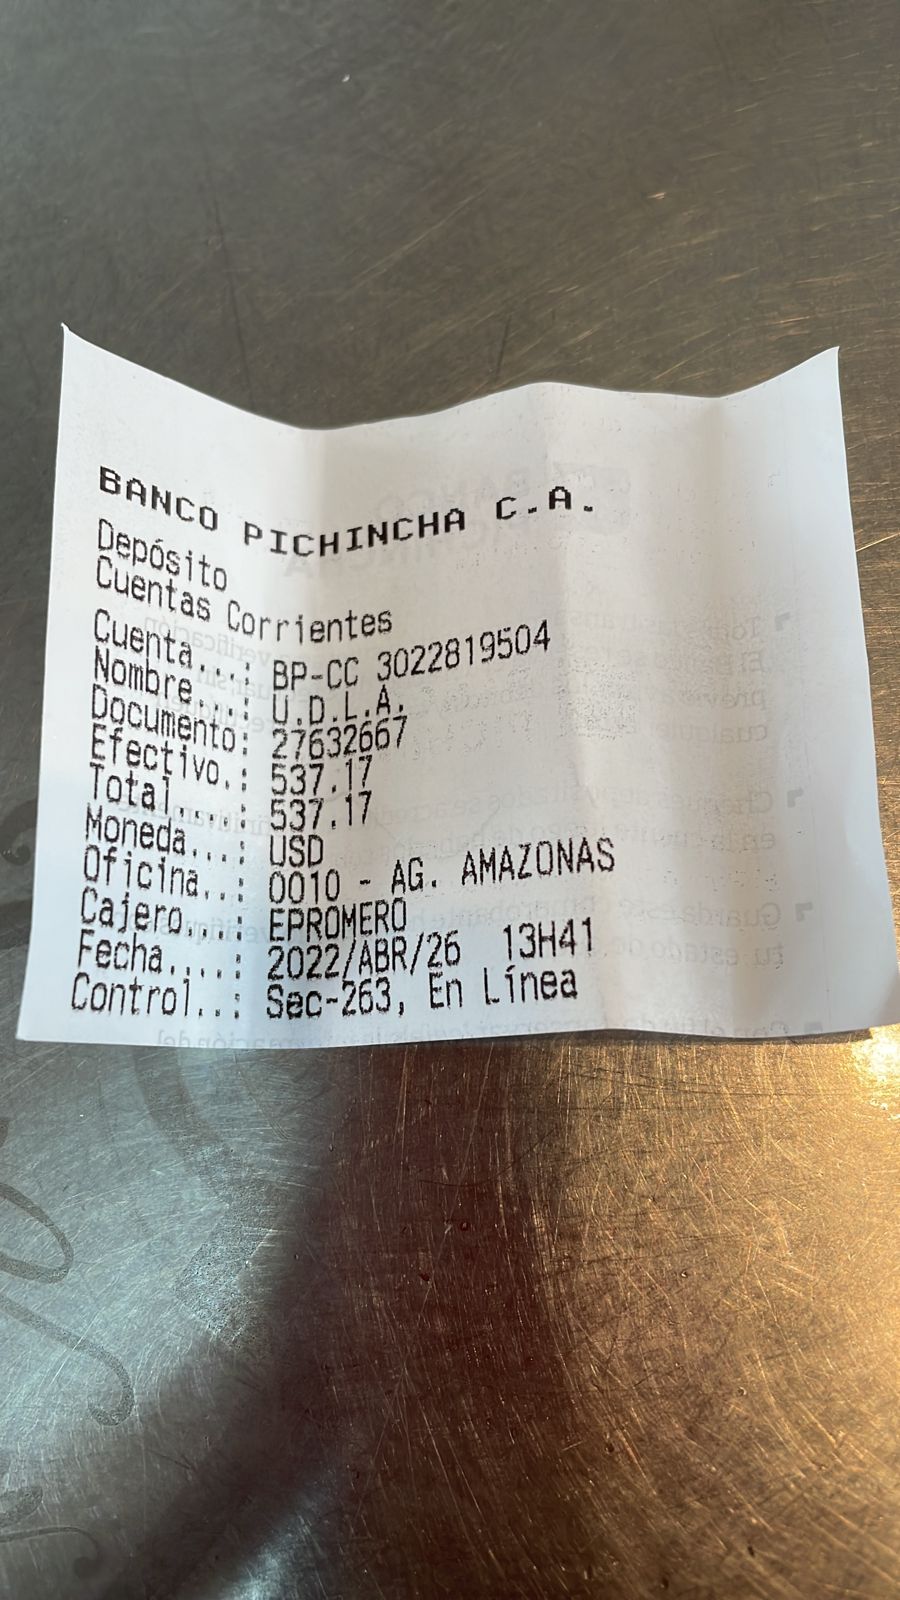 BANCO PICHINCHA C.A.
Depósito
Cuentas Corrientes
Cuenta...: BP-CC 3022819504
Nombre...: U.D.L.A.
Documento: 27632667
Efectivo.: 537.17
Total....: 537.17
Moneda...: USD
Oficina..: 0010 - AG. AMAZONAS
Cajero...: EPROMERO
Fecha....: 2022/ABR/26 13H41
Control..: Sec-263, En Línea